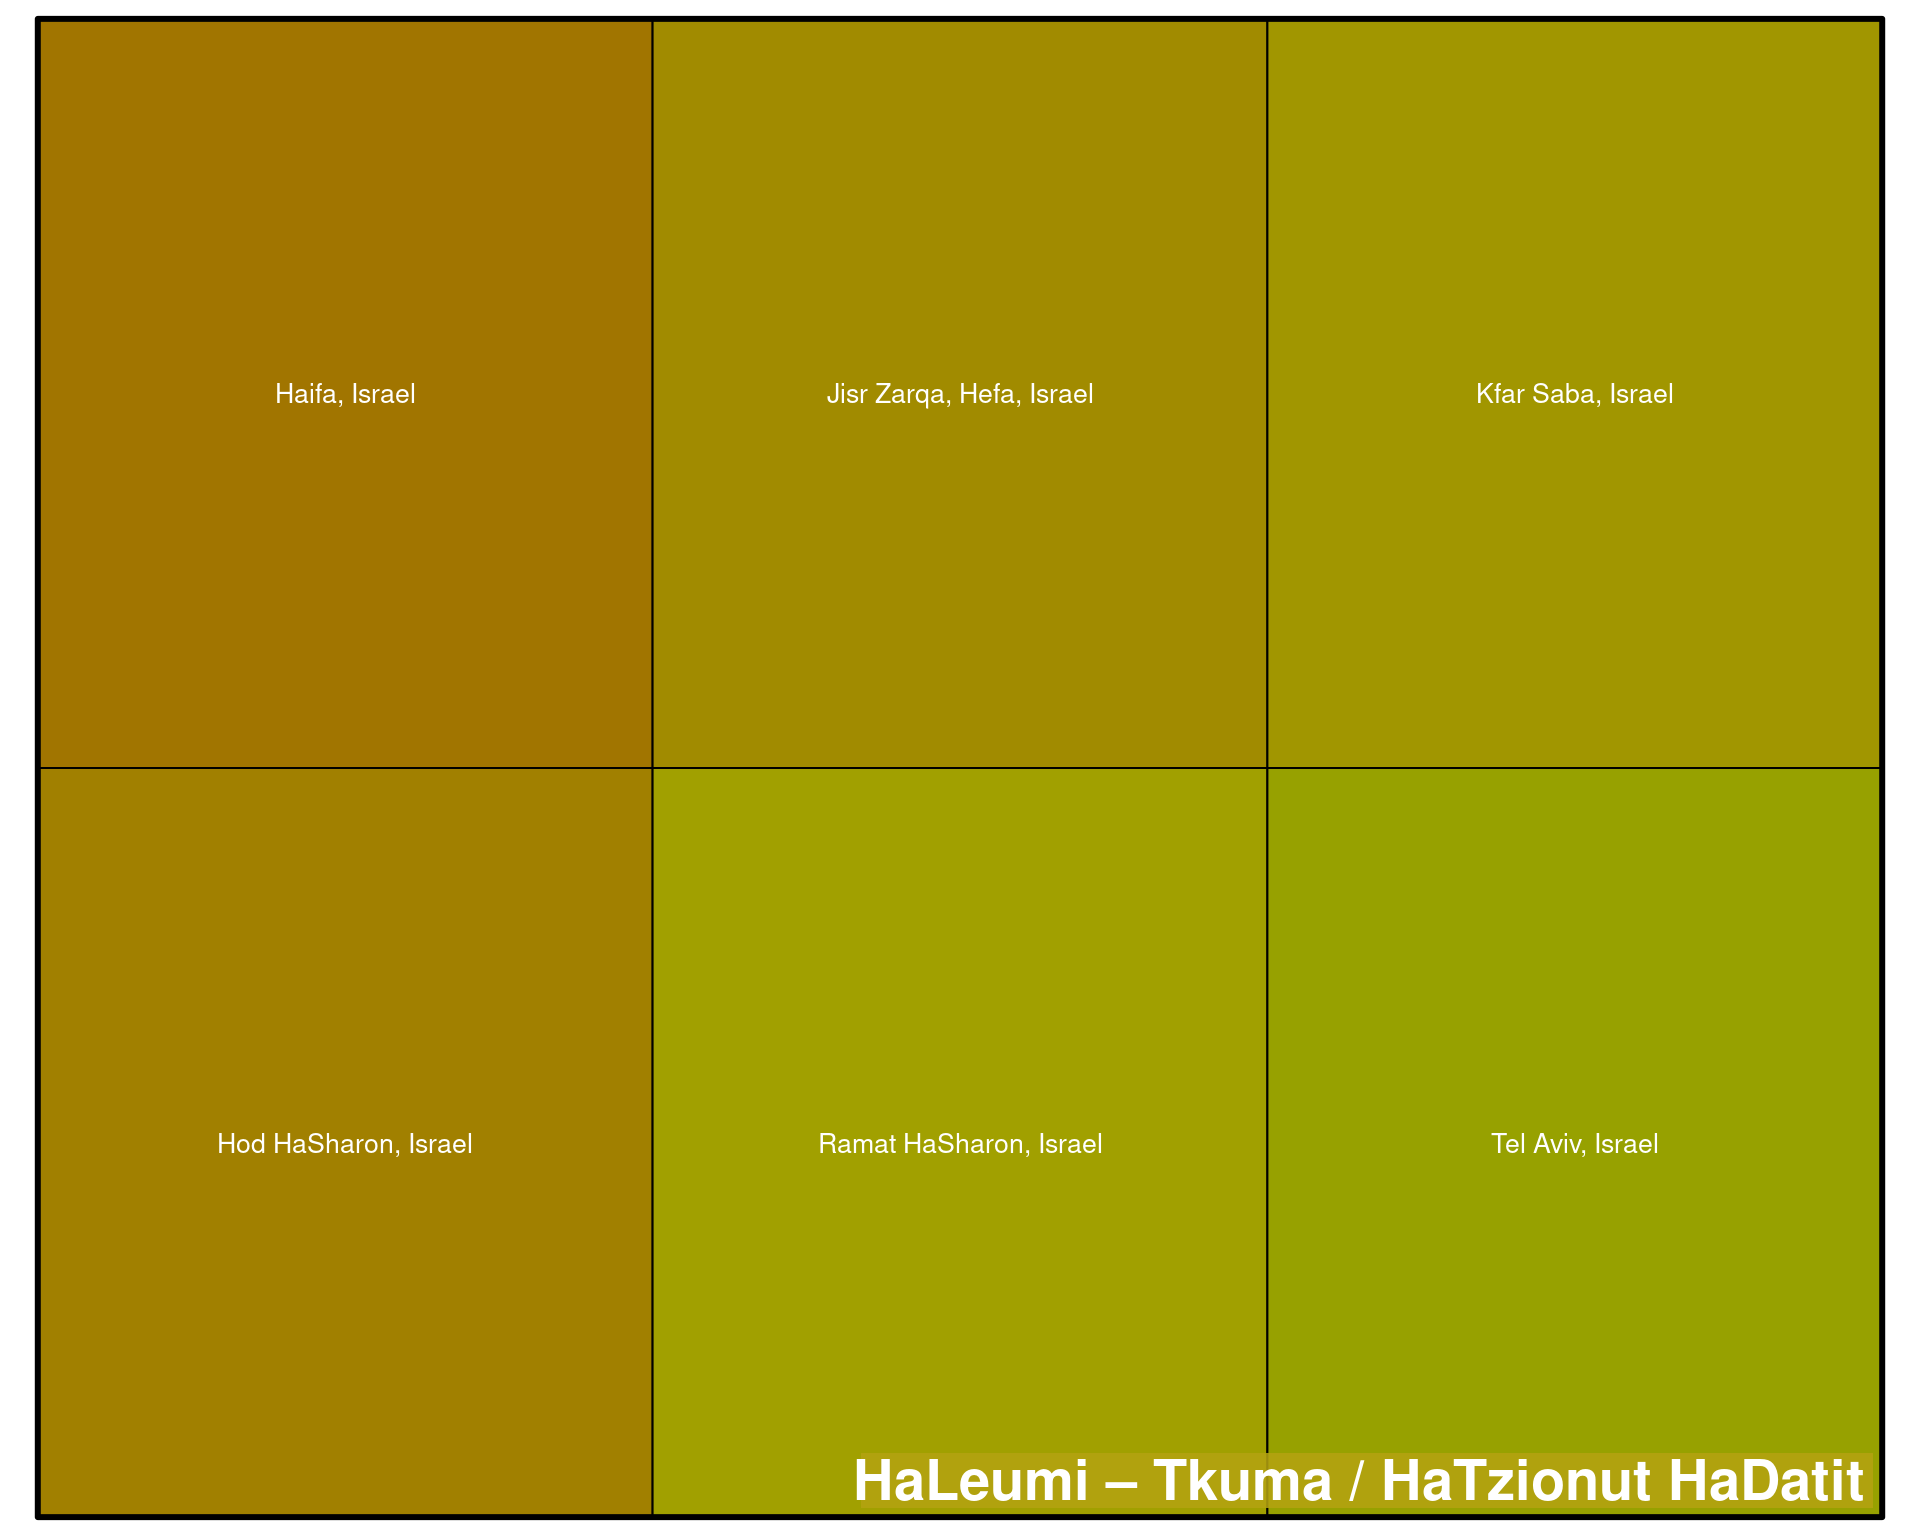 Haifa, Israel
Jisr Zarqa, Hefa, Israel
Kfar Saba, Israel
Hod HaSharon, Israel
Ramat HaSharon, Israel
Tel Aviv, Israel
HaLeumi – Tkuma / HaTzionut HaDatit